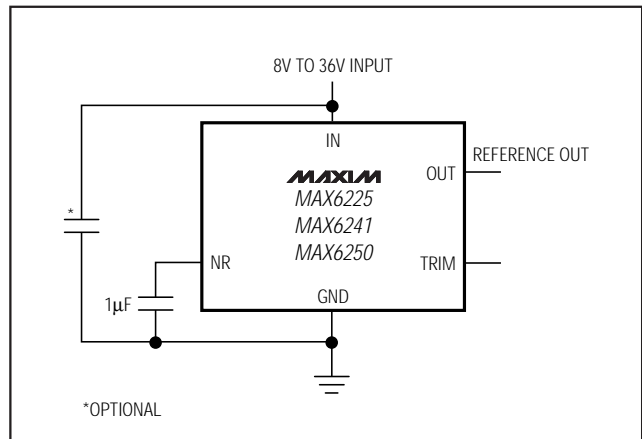 8V TO 36V INPUT
IN
REFERENCE OUT
OUT
MAXIM
MAX6225
MAX6241
MAX6250
*
NR
TRIM
1μF
GND
*OPTIONAL